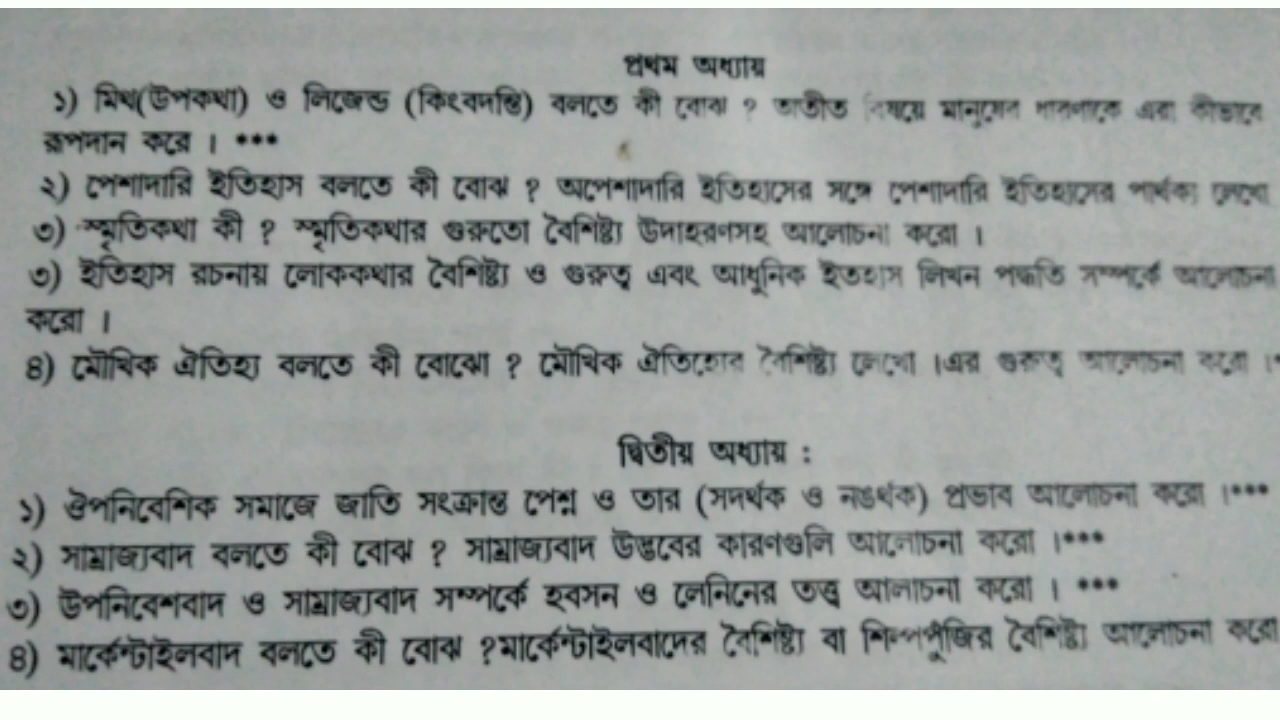 প্রথম অধ্যায়
১) মিথ(উপকথা) ও লিজেন্ড (কিংবদন্তি) বলতে কী বোঝ ? অতীত বিষয়ে মানুষের ধারণাকে এরা কীভাবে
রূপদান করে । ***
২) পেশাদারি ইতিহাস বলতে কী বোঝ ? অপেশাদারি ইতিহাসের সঙ্গে পেশাদারি ইতিহাসের পার্থক্য লেখো
৩) স্মৃতিকথা কী ? স্মৃতিকথার গুরুতো বৈশিষ্ট্য উদাহরণসহ আলোচনা করো ।
৩) ইতিহাস রচনায় লোককথার বৈশিষ্ট্য ও গুরুত্ব এবং আধুনিক ইতহাস লিখন পদ্ধতি সম্পর্কে আলোচনা
করো ।
৪) মৌখিক ঐতিহ্য বলতে কী বোঝো ? মৌখিক ঐতিহ্যের বৈশিষ্ট্য লেখো ।এর গুরুত্ব আলোচনা করো ।
দ্বিতীয় অধ্যায় :
১) ঔপনিবেশিক সমাজে জাতি সংক্রান্ত পেশ্ন ও তার (সদর্থক ও নঙর্থক) প্রভাব আলোচনা করো ।***
২) সাম্রাজ্যবাদ বলতে কী বোঝ ? সাম্রাজ্যবাদ উদ্ভবের কারণগুলি আলোচনা করো ।***
৩) উপনিবেশবাদ ও সাম্রাজ্যবাদ সম্পর্কে হবসন ও লেনিনের তত্ত্ব আলোচনা করো । ***
৪) মার্কেন্টাইলবাদ বলতে কী বোঝ ?মার্কেন্টাইলবাদের বৈশিষ্ট্য বা শিল্পপুঁজির বৈশিষ্ট্য আলোচনা করো